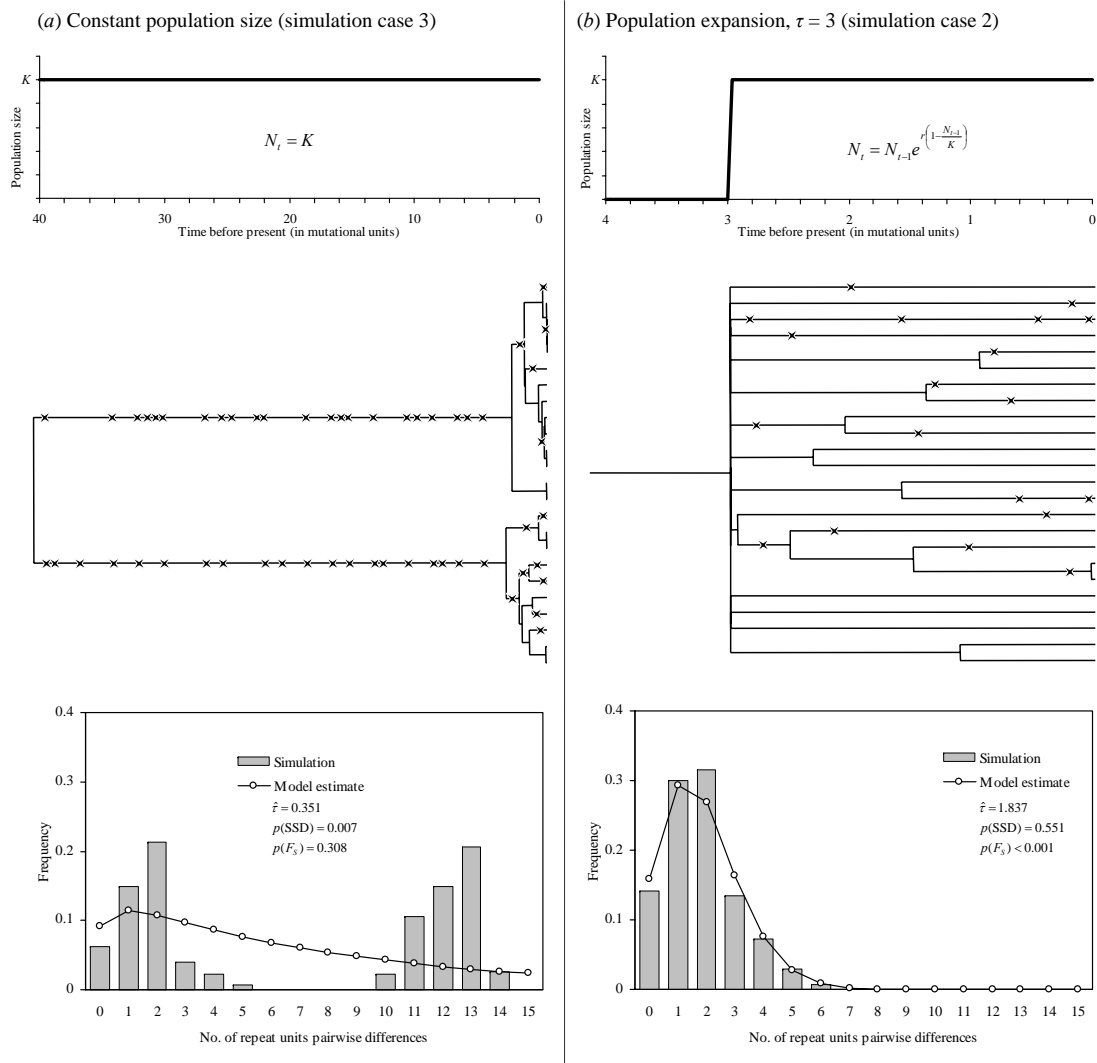 (a) Constant population size (simulation case 3)
K
Population size
N_t = K
40 30 20 10 0
Time before present (in mutational units)
0.4
0.3
0.2
0.1
0
Frequency
Simulation
Model estimate
τ̂ = 0.351
p(SSD) = 0.007
p(F_S) = 0.308
0 1 2 3 4 5 6 7 8 9 10 11 12 13 14 15
No. of repeat units pairwise differences
(b) Population expansion, τ = 3 (simulation case 2)
K
Population size
N_t = N_{t-1} e^{r(1-N_{t-1}/K)}
4 3 2 1 0
Time before present (in mutational units)
0.4
0.3
0.2
0.1
0
Frequency
Simulation
Model estimate
τ̂ = 1.837
p(SSD) = 0.551
p(F_S) < 0.001
0 1 2 3 4 5 6 7 8 9 10 11 12 13 14 15
No. of repeat units pairwise differences